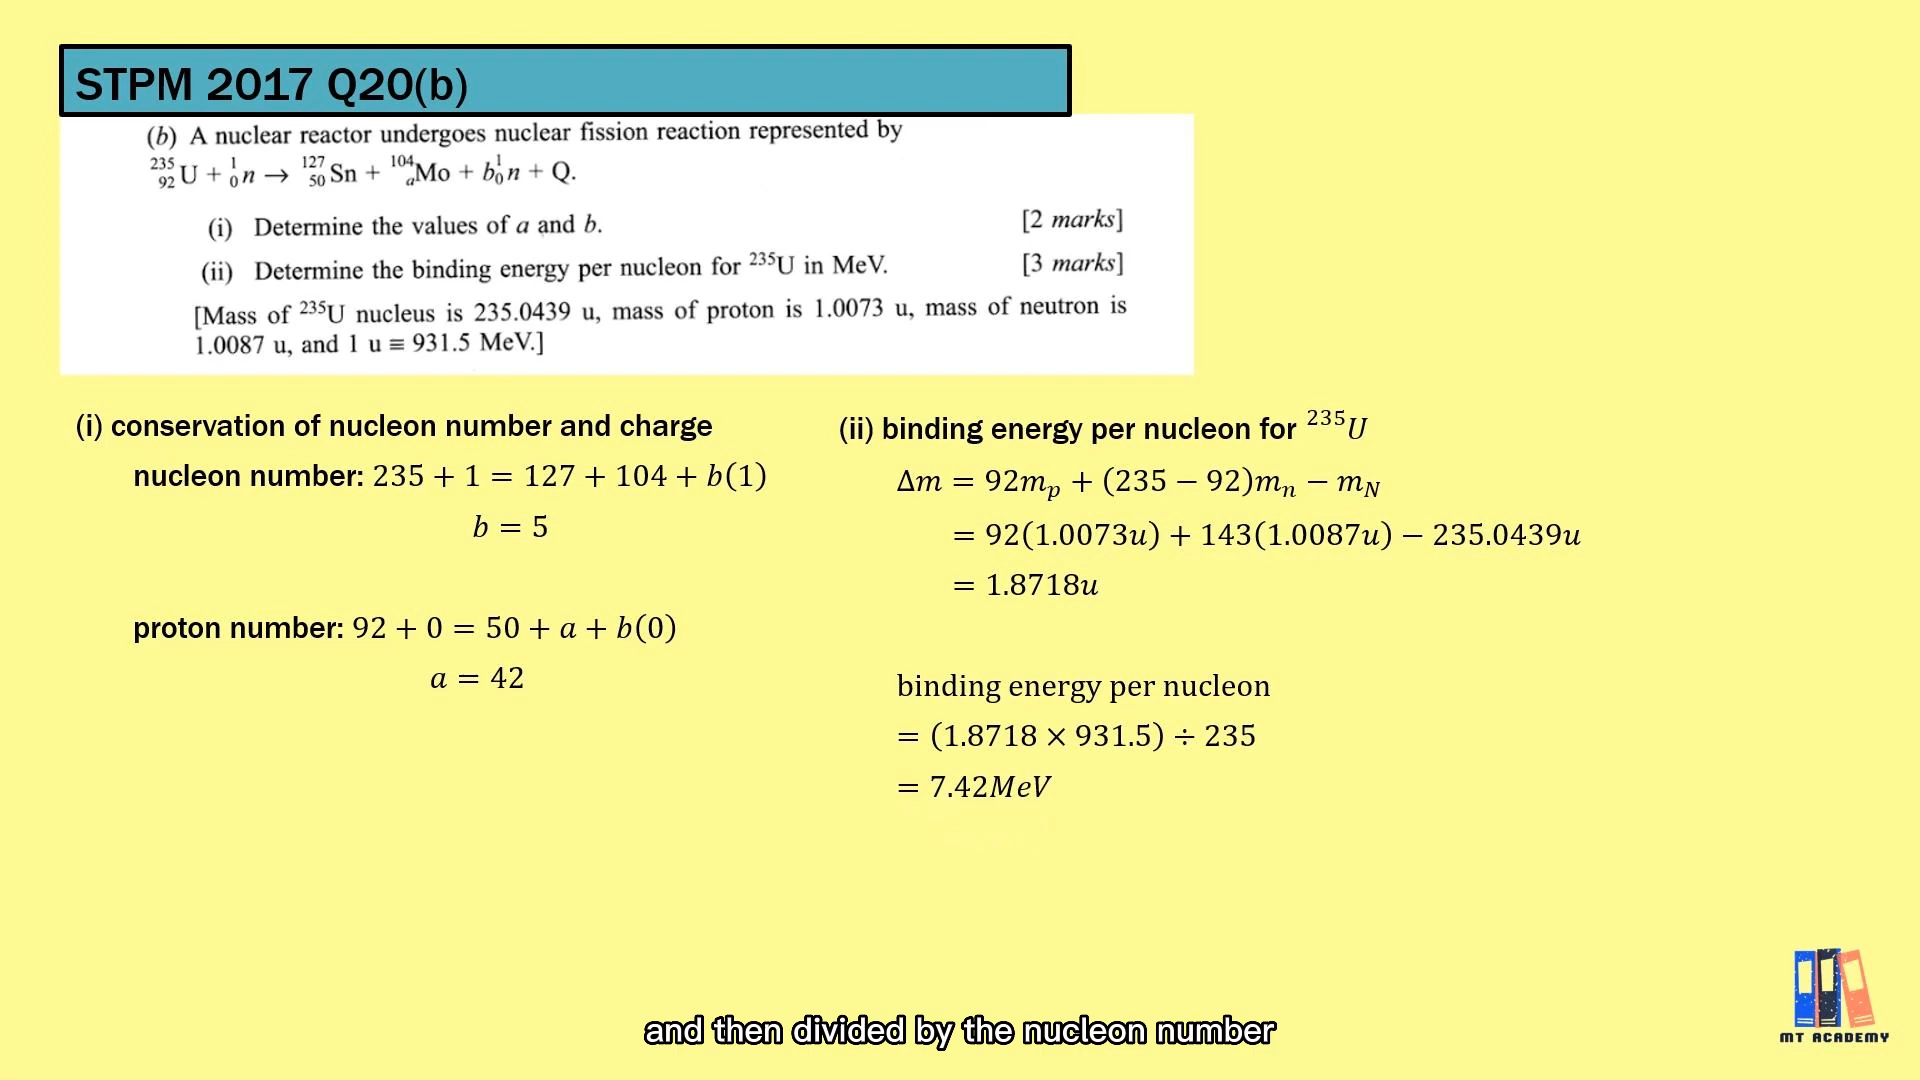 STPM 2017 Q20(b)
(b) A nuclear reactor undergoes nuclear fission reaction represented by
²³⁵₉₂U + ¹₀n → ¹²⁷₅₀Sn + ¹⁰⁴ₐMo + b¹₀n + Q.
(i) Determine the values of a and b. [2 marks]
(ii) Determine the binding energy per nucleon for ²³⁵U in MeV. [3 marks]
[Mass of ²³⁵U nucleus is 235.0439 u, mass of proton is 1.0073 u, mass of neutron is
1.0087 u, and 1 u ≡ 931.5 MeV.]
(i) conservation of nucleon number and charge
nucleon number: 235 + 1 = 127 + 104 + b(1)
b = 5
proton number: 92 + 0 = 50 + a + b(0)
a = 42
(ii) binding energy per nucleon for ²³⁵U
Δm = 92mₚ + (235 − 92)mₙ − m_N
= 92(1.0073u) + 143(1.0087u) − 235.0439u
= 1.8718u
binding energy per nucleon
= (1.8718 × 931.5) ÷ 235
= 7.42MeV
and then divided by the nucleon number
MT ACADEMY